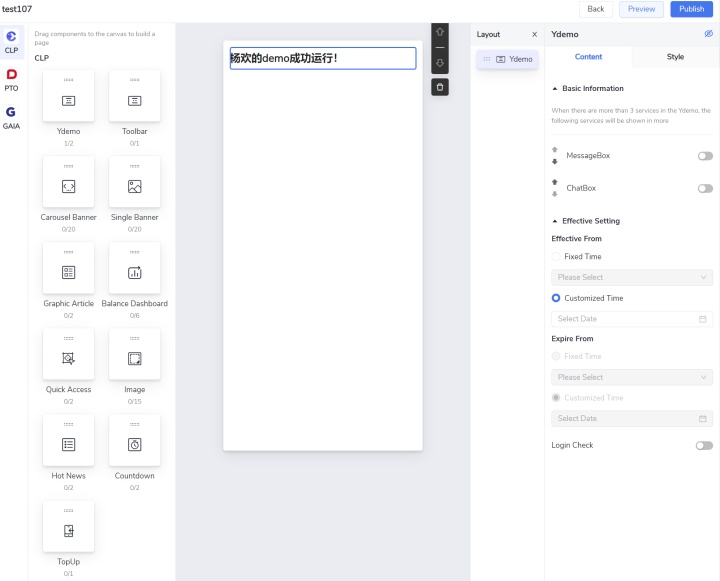 test107
Back
Preview
Publish
CLP
PTO
GAIA
Drag components to the canvas to build a
page
CLP
Ydemo
1/2
Toolbar
0/1
Carousel Banner
0/20
Single Banner
0/20
Graphic Article
0/2
Balance Dashboard
0/6
Quick Access
0/2
Image
0/15
Hot News
0/2
Countdown
0/2
TopUp
0/1
杨欢的demo成功运行！
Layout
X
Ydemo
Ydemo
Content
Style
Basic Information
When there are more than 3 services in the Ydemo, the
following services will be shown in more
MessageBox
ChatBox
Effective Setting
Effective From
Fixed Time
Please Select
Customized Time
Select Date
Expire From
Fixed Time
Please Select
Customized Time
Select Date
Login Check